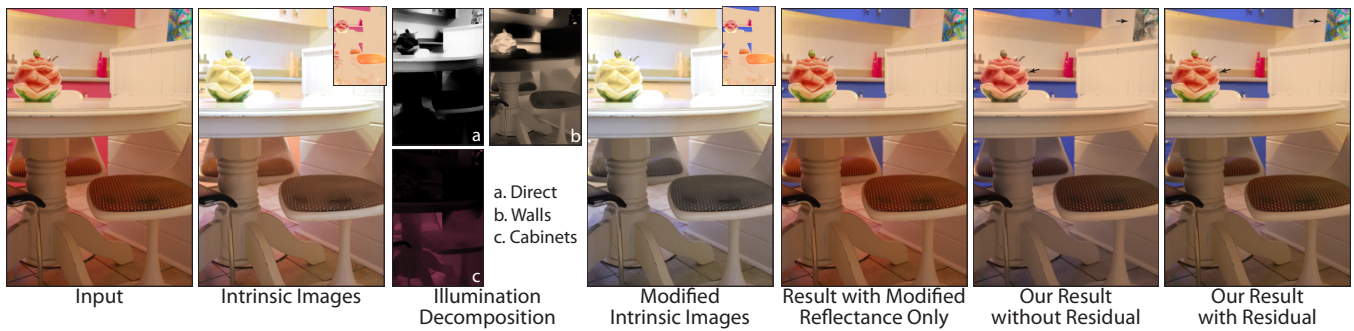 a
b
c
a. Direct
b. Walls
c. Cabinets
Input
Intrinsic Images
Illumination
Decomposition
Modified
Intrinsic Images
Result with Modified
Reflectance Only
Our Result
without Residual
Our Result
with Residual